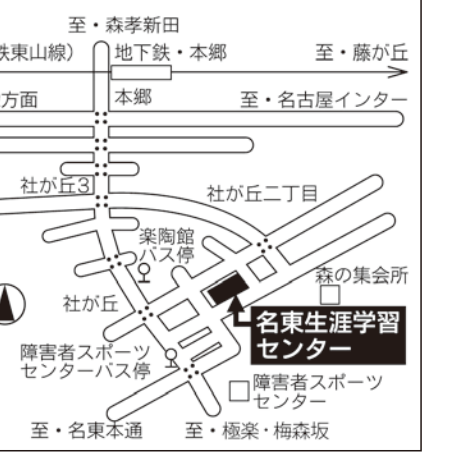 至・森孝新田
鉄東山線）
地下鉄・本郷
至・藤が丘
方面
本郷
至・名古屋インター
社が丘3
社が丘二丁目
楽陶館
バス停
森の集会所
社が丘
名東生涯学習
センター
障害者スポーツ
センターバス停
障害者スポーツ
センター
至・名東本通
至・極楽・梅森坂